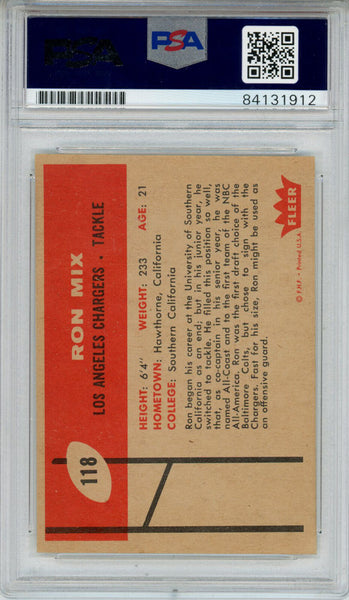 PSA
PSA
84131912
118
RON MIX
LOS ANGELES CHARGERS • TACKLE
HEIGHT: 6'4" WEIGHT: 233 AGE: 21
HOMETOWN: Hawthorne, California
COLLEGE: Southern California
Ron began his career at the University of Southern
California as an end; but in his junior year, he
switched to tackle. He filled this position so well,
that, as co-captain in his senior year, he was
named All-Coast and to the first team of the NBC
All-America. Ron was the first draft choice of the
Baltimore Colts, but chose to sign with the
Chargers. Fast for his size, Ron might be used as
an offensive guard.
FLEER
© F.H.F. • Printed U.S.A.